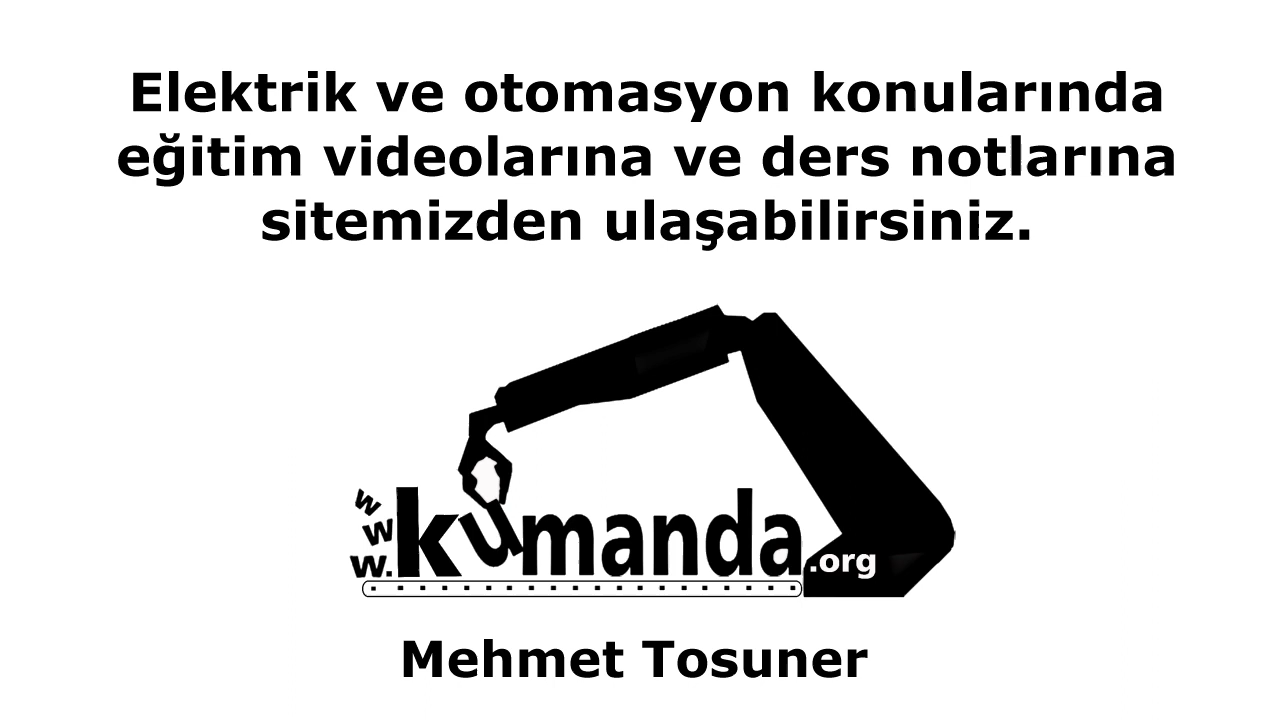 Elektrik ve otomasyon konularında
eğitim videolarına ve ders notlarına
sitemizden ulaşabilirsiniz.
www.kumanda.org
Mehmet Tosuner